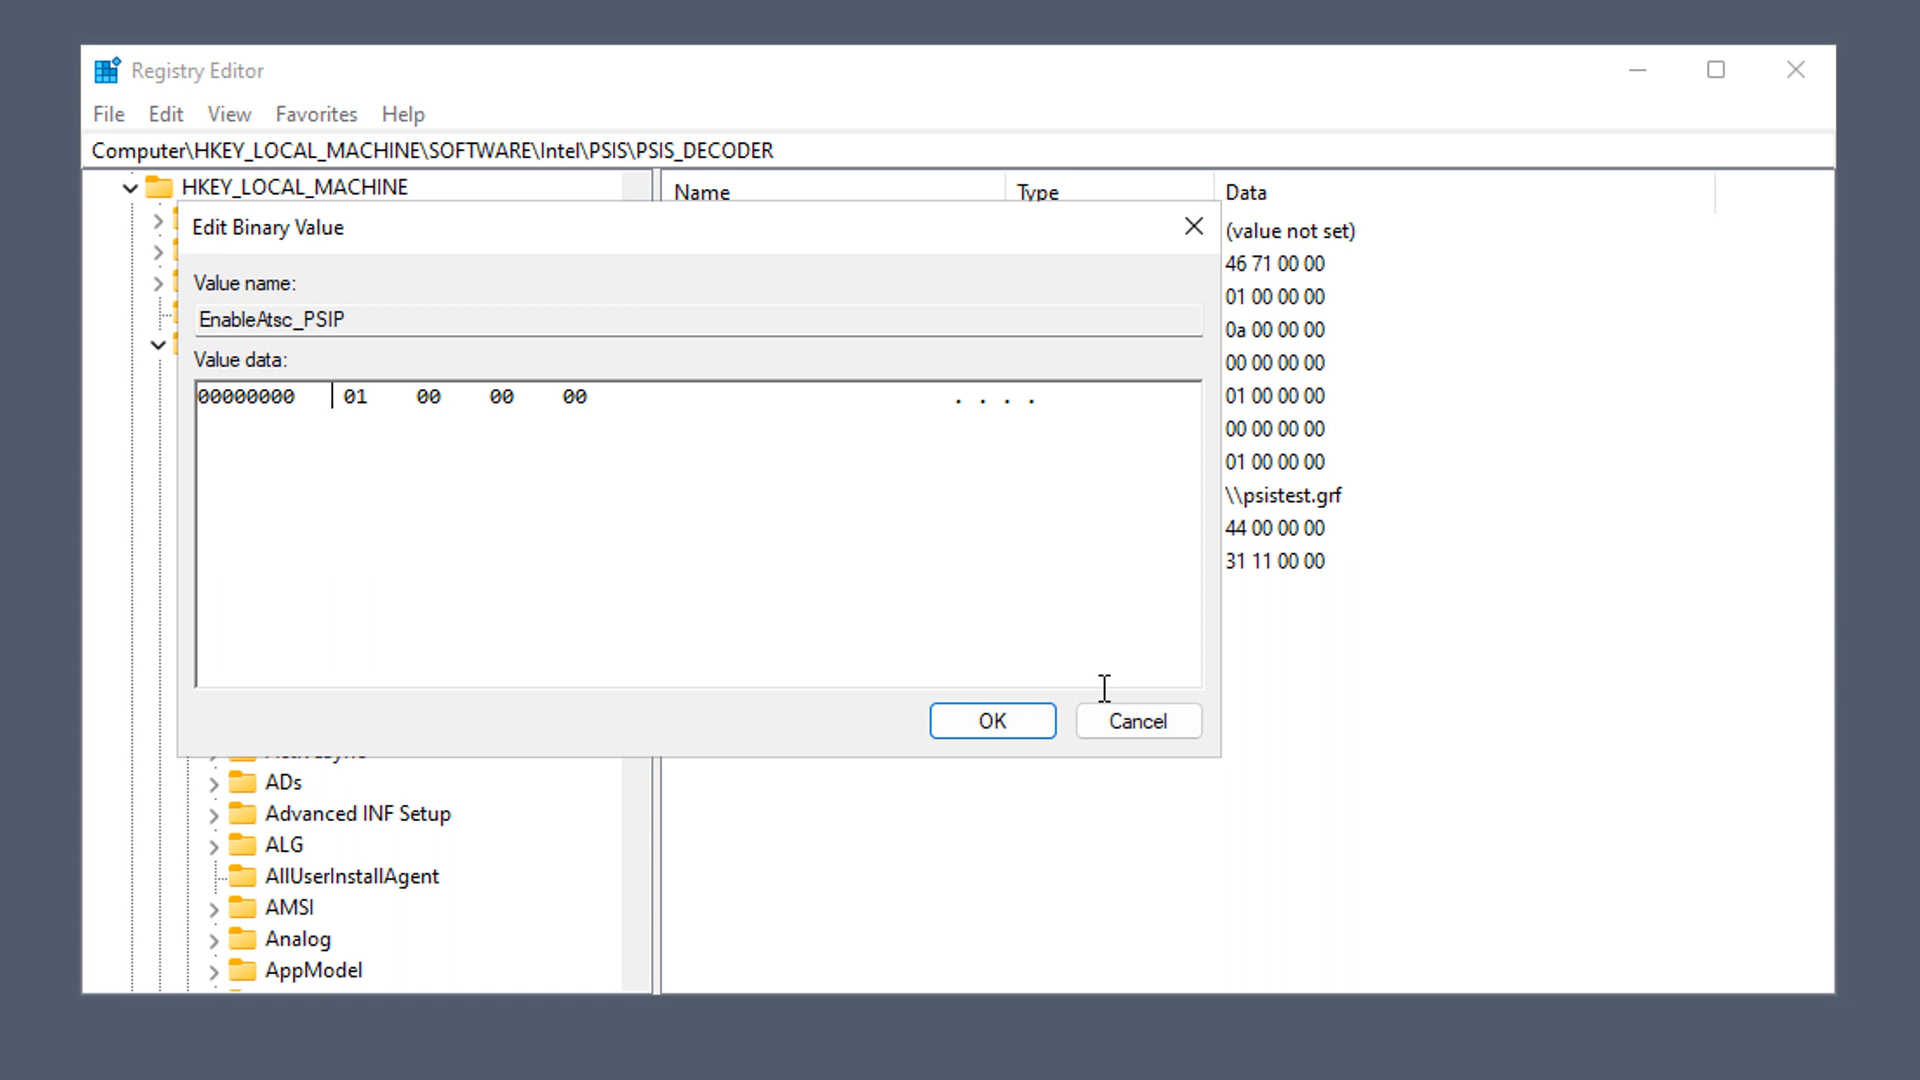 Registry Editor
File Edit View Favorites Help
Computer\HKEY_LOCAL_MACHINE\SOFTWARE\Intel\PSIS\PSIS_DECODER
HKEY_LOCAL_MACHINE
Name Type Data
Edit Binary Value
(value not set)
46 71 00 00
01 00 00 00
0a 00 00 00
00 00 00 00
01 00 00 00
00 00 00 00
01 00 00 00
\\psistest.grf
44 00 00 00
31 11 00 00
Value name:
EnableAtsc_PSIP
Value data:
00000000 01 00 00 00 . . . .
OK Cancel
ADs
Advanced INF Setup
ALG
AllUserInstallAgent
AMSI
Analog
AppModel